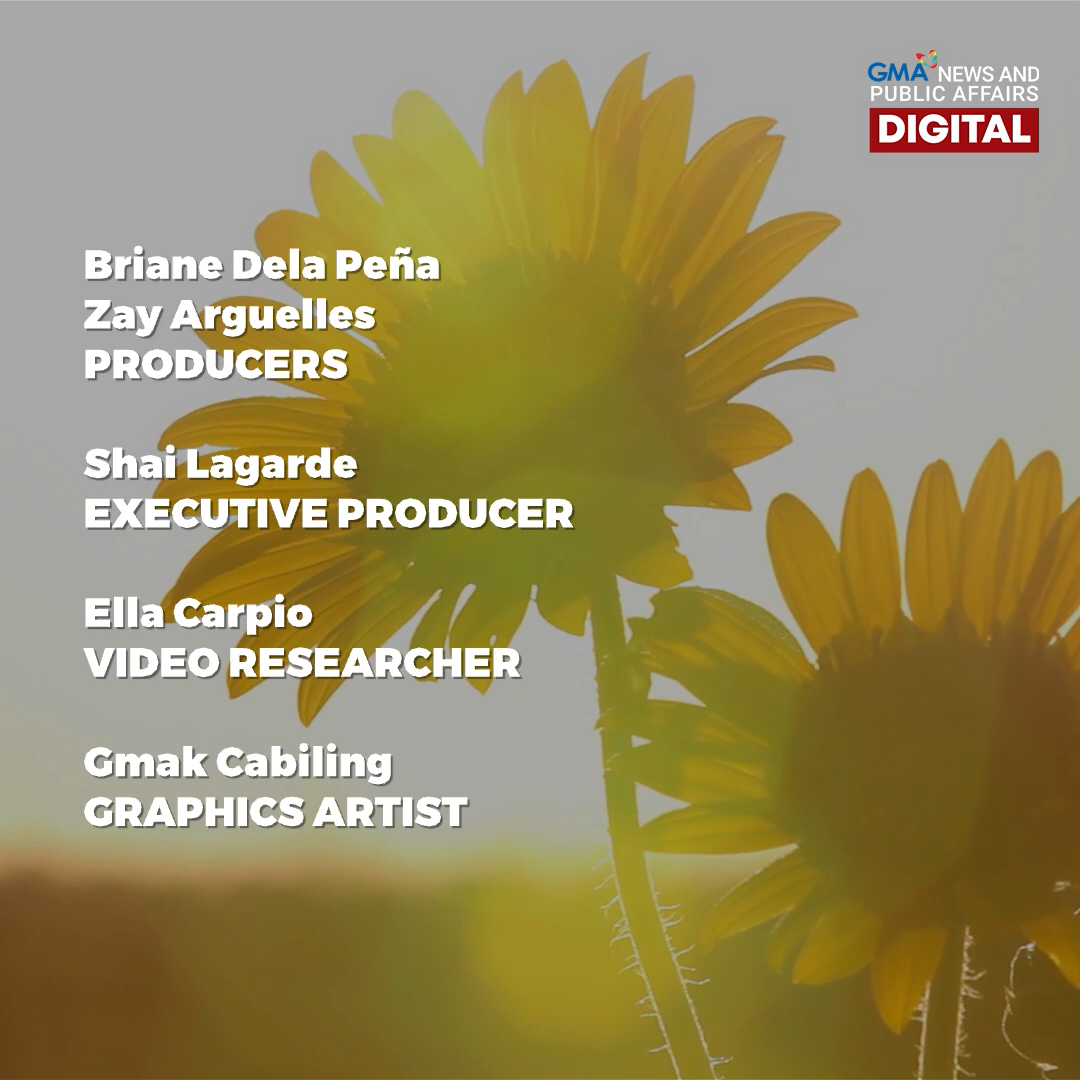 GMA NEWS AND
PUBLIC AFFAIRS
DIGITAL
Briane Dela Peña
Zay Arguelles
PRODUCERS
Shai Lagarde
EXECUTIVE PRODUCER
Ella Carpio
VIDEO RESEARCHER
Gmak Cabiling
GRAPHICS ARTIST